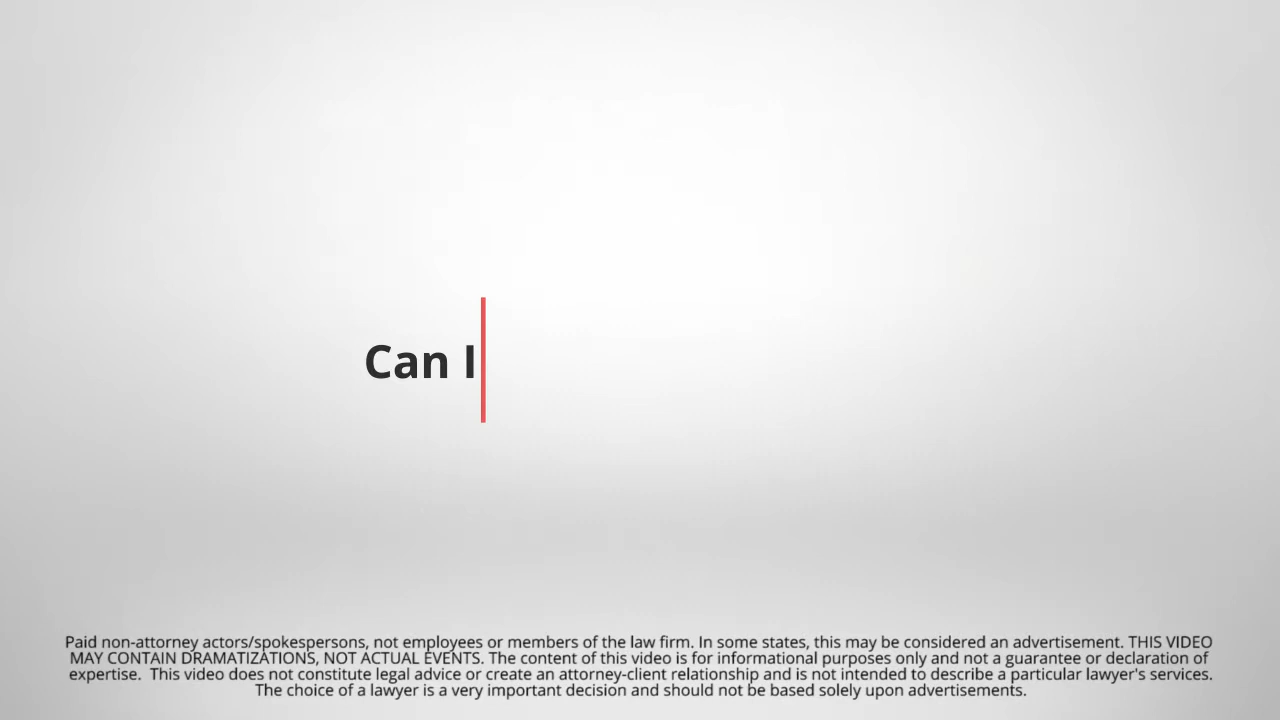 Can I
Paid non-attorney actors/spokespersons, not employees or members of the law firm. In some states, this may be considered an advertisement. THIS VIDEO
MAY CONTAIN DRAMATIZATIONS, NOT ACTUAL EVENTS. The content of this video is for informational purposes only and not a guarantee or declaration of
expertise.  This video does not constitute legal advice or create an attorney-client relationship and is not intended to describe a particular lawyer's services.
The choice of a lawyer is a very important decision and should not be based solely upon advertisements.